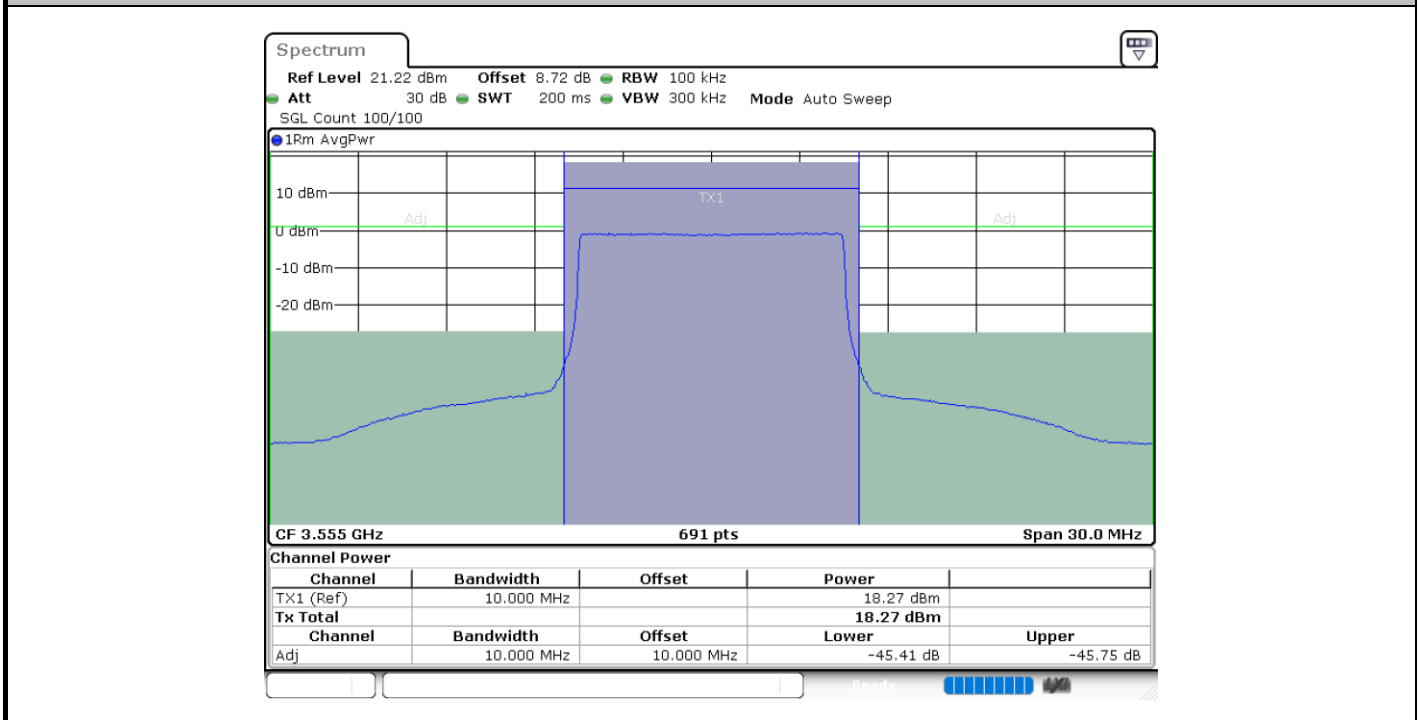 Spectrum
Ref Level 21.22 dBm Offset 8.72 dB RBW 100 kHz
Att 30 dB SWT 200 ms VBW 300 kHz Mode Auto Sweep
SGL Count 100/100
1Rm AvgPwr
10 dBm
TX1
Adj Adj
0 dBm
-10 dBm
-20 dBm
CF 3.555 GHz 691 pts Span 30.0 MHz
Channel Power
Channel Bandwidth Offset Power
TX1 (Ref) 10.000 MHz 18.27 dBm
Tx Total 18.27 dBm
Channel Bandwidth Offset Lower Upper
Adj 10.000 MHz 10.000 MHz -45.41 dB -45.75 dB
Ready